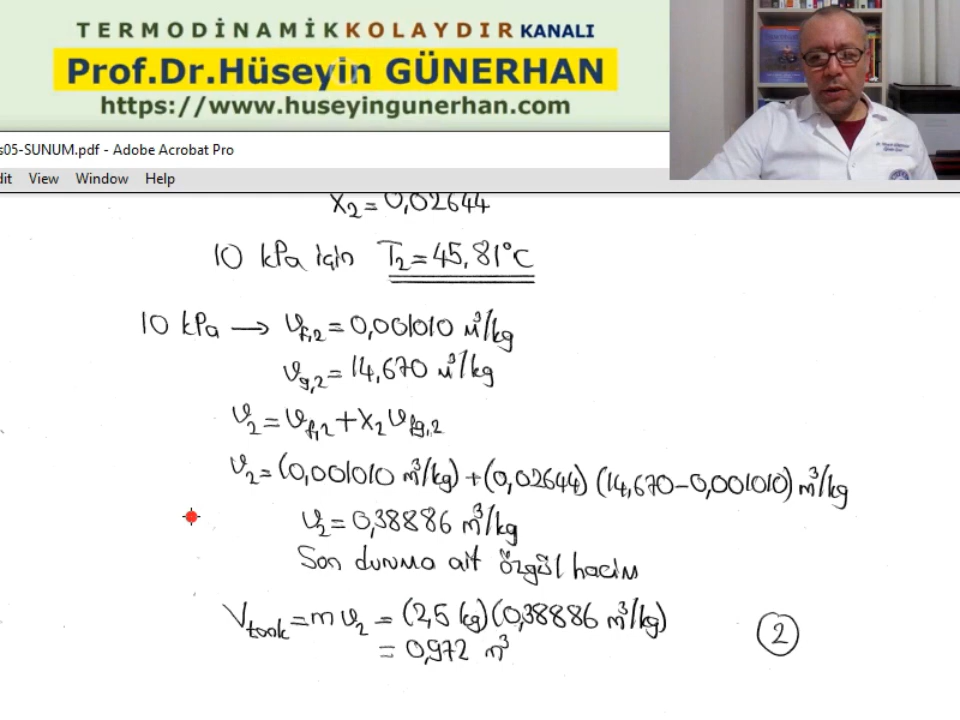 TERMODİNAMİKKOLAYDIR KANALI
Prof.Dr.Hüseyin GÜNERHAN
https://www.huseyingunerhan.com
s05-SUNUM.pdf - Adobe Acrobat Pro
dit View Window Help
x₂=0,02644
10 kPa için T₂=45,81°C
10 kPa → v_f,2=0,001010 m³/kg
v_g,2=14,670 m³/kg
v₂=v_f,2+x₂v_fg,2
v₂=(0,001010 m³/kg)+(0,02644)(14,670-0,001010) m³/kg
v₂=0,38886 m³/kg
Son duruma ait özgül hacim
V_tank=mv₂=(2,5 kg)(0,38886 m³/kg)
=0,972 m³
2